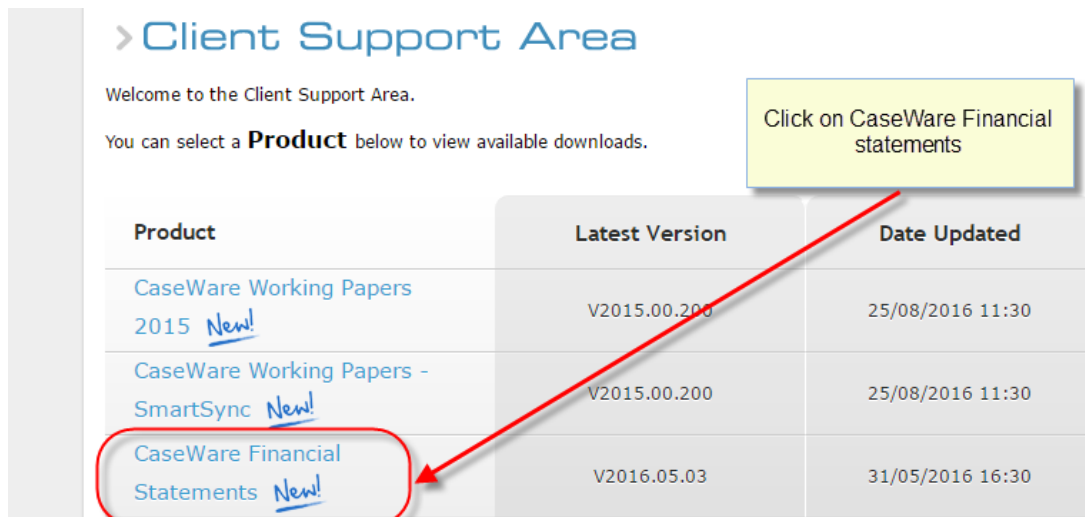 Client Support Area
Welcome to the Client Support Area.
You can select a Product below to view available downloads.
Click on CaseWare Financial
statements
Product Latest Version Date Updated
CaseWare Working Papers
2015 New! V2015.00.200 25/08/2016 11:30
CaseWare Working Papers -
SmartSync New! V2015.00.200 25/08/2016 11:30
CaseWare Financial
Statements New! V2016.05.03 31/05/2016 16:30